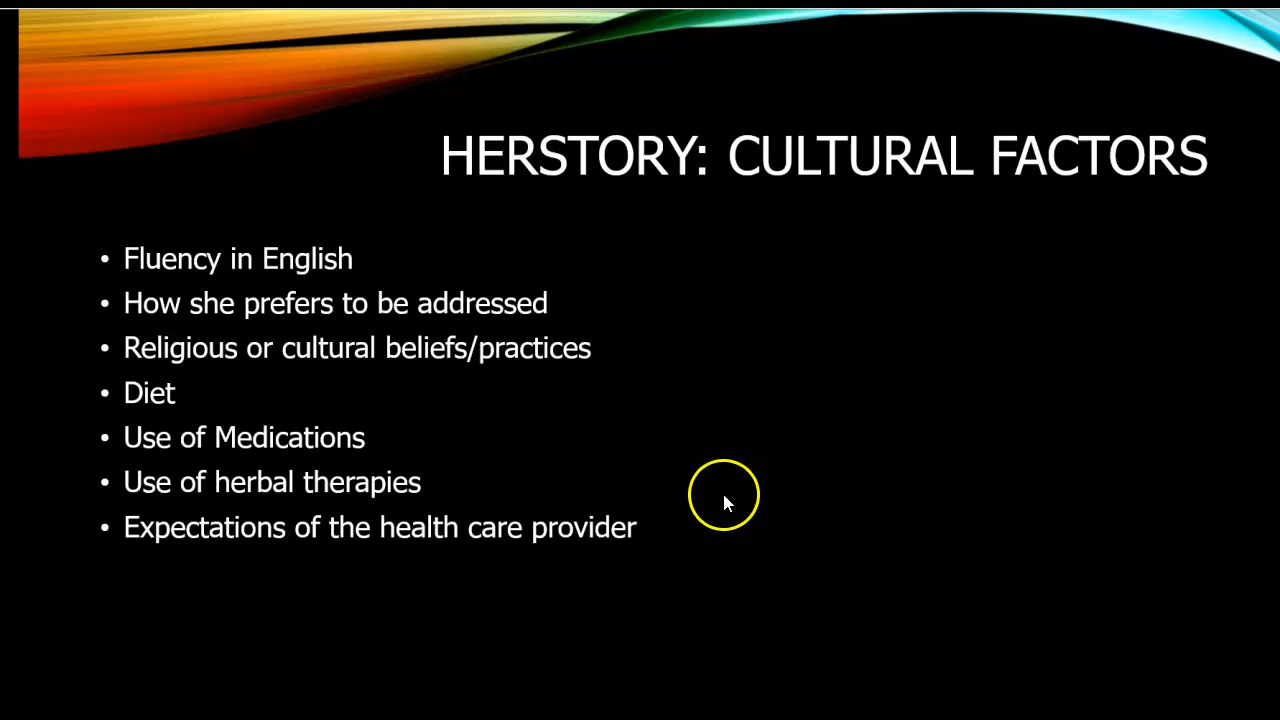 HERSTORY: CULTURAL FACTORS
• Fluency in English
• How she prefers to be addressed
• Religious or cultural beliefs/practices
• Diet
• Use of Medications
• Use of herbal therapies
• Expectations of the health care provider